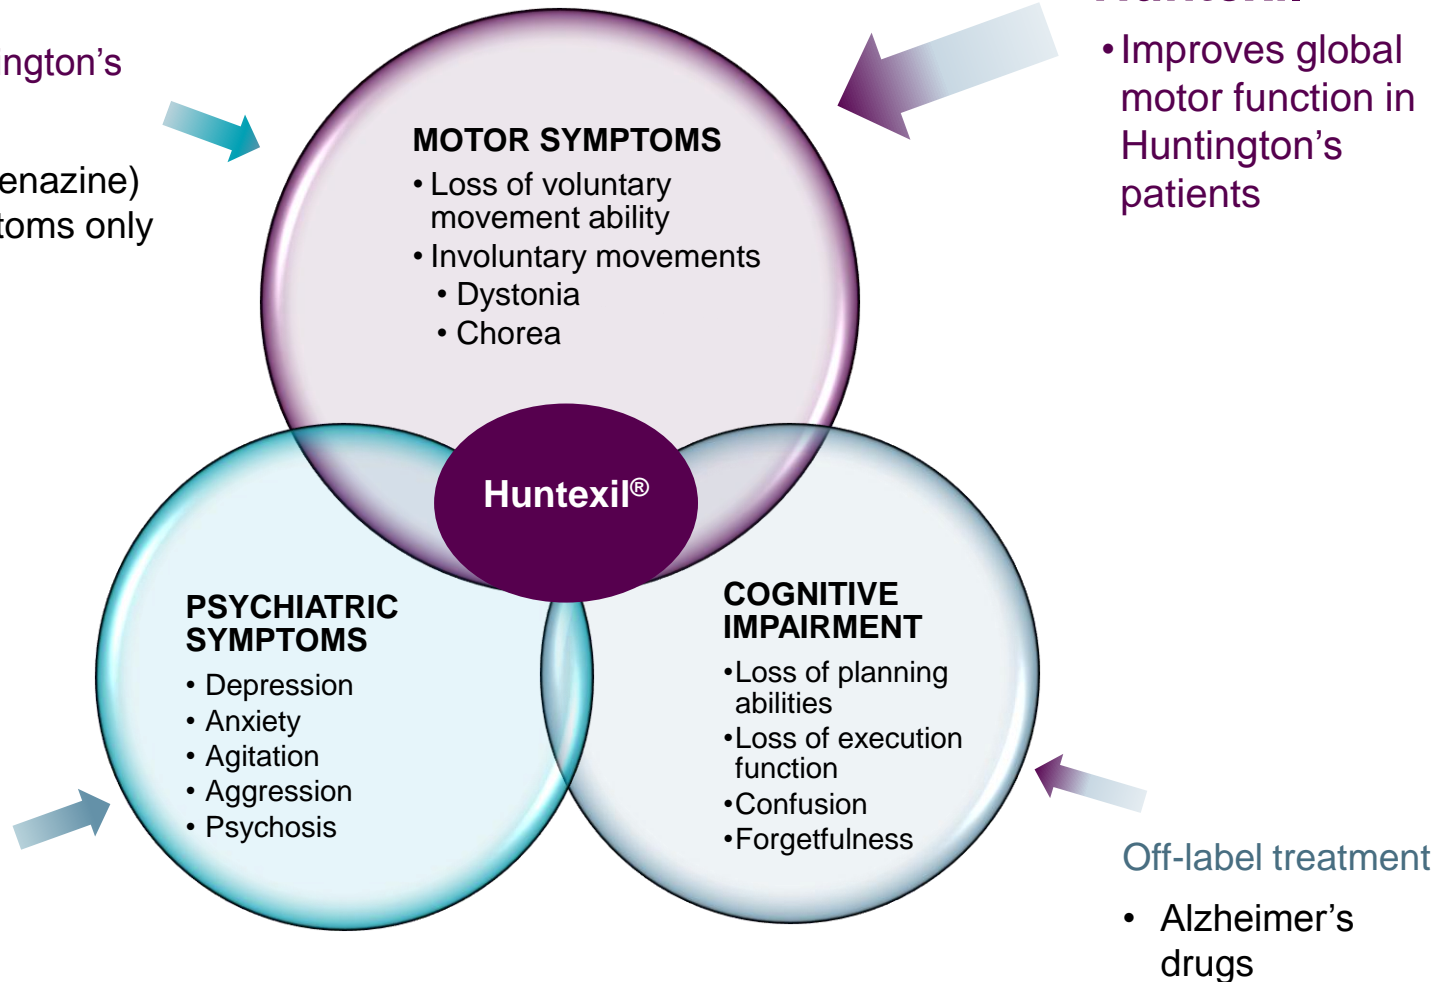 ington's
enazine)
toms only
MOTOR SYMPTOMS
• Loss of voluntary
movement ability
• Involuntary movements
• Dystonia
• Chorea
• Improves global
motor function in
Huntington's
patients
Huntexil®
PSYCHIATRIC
SYMPTOMS
• Depression
• Anxiety
• Agitation
• Aggression
• Psychosis
COGNITIVE
IMPAIRMENT
•Loss of planning
abilities
•Loss of execution
function
•Confusion
•Forgetfulness
Off-label treatment
• Alzheimer's
drugs